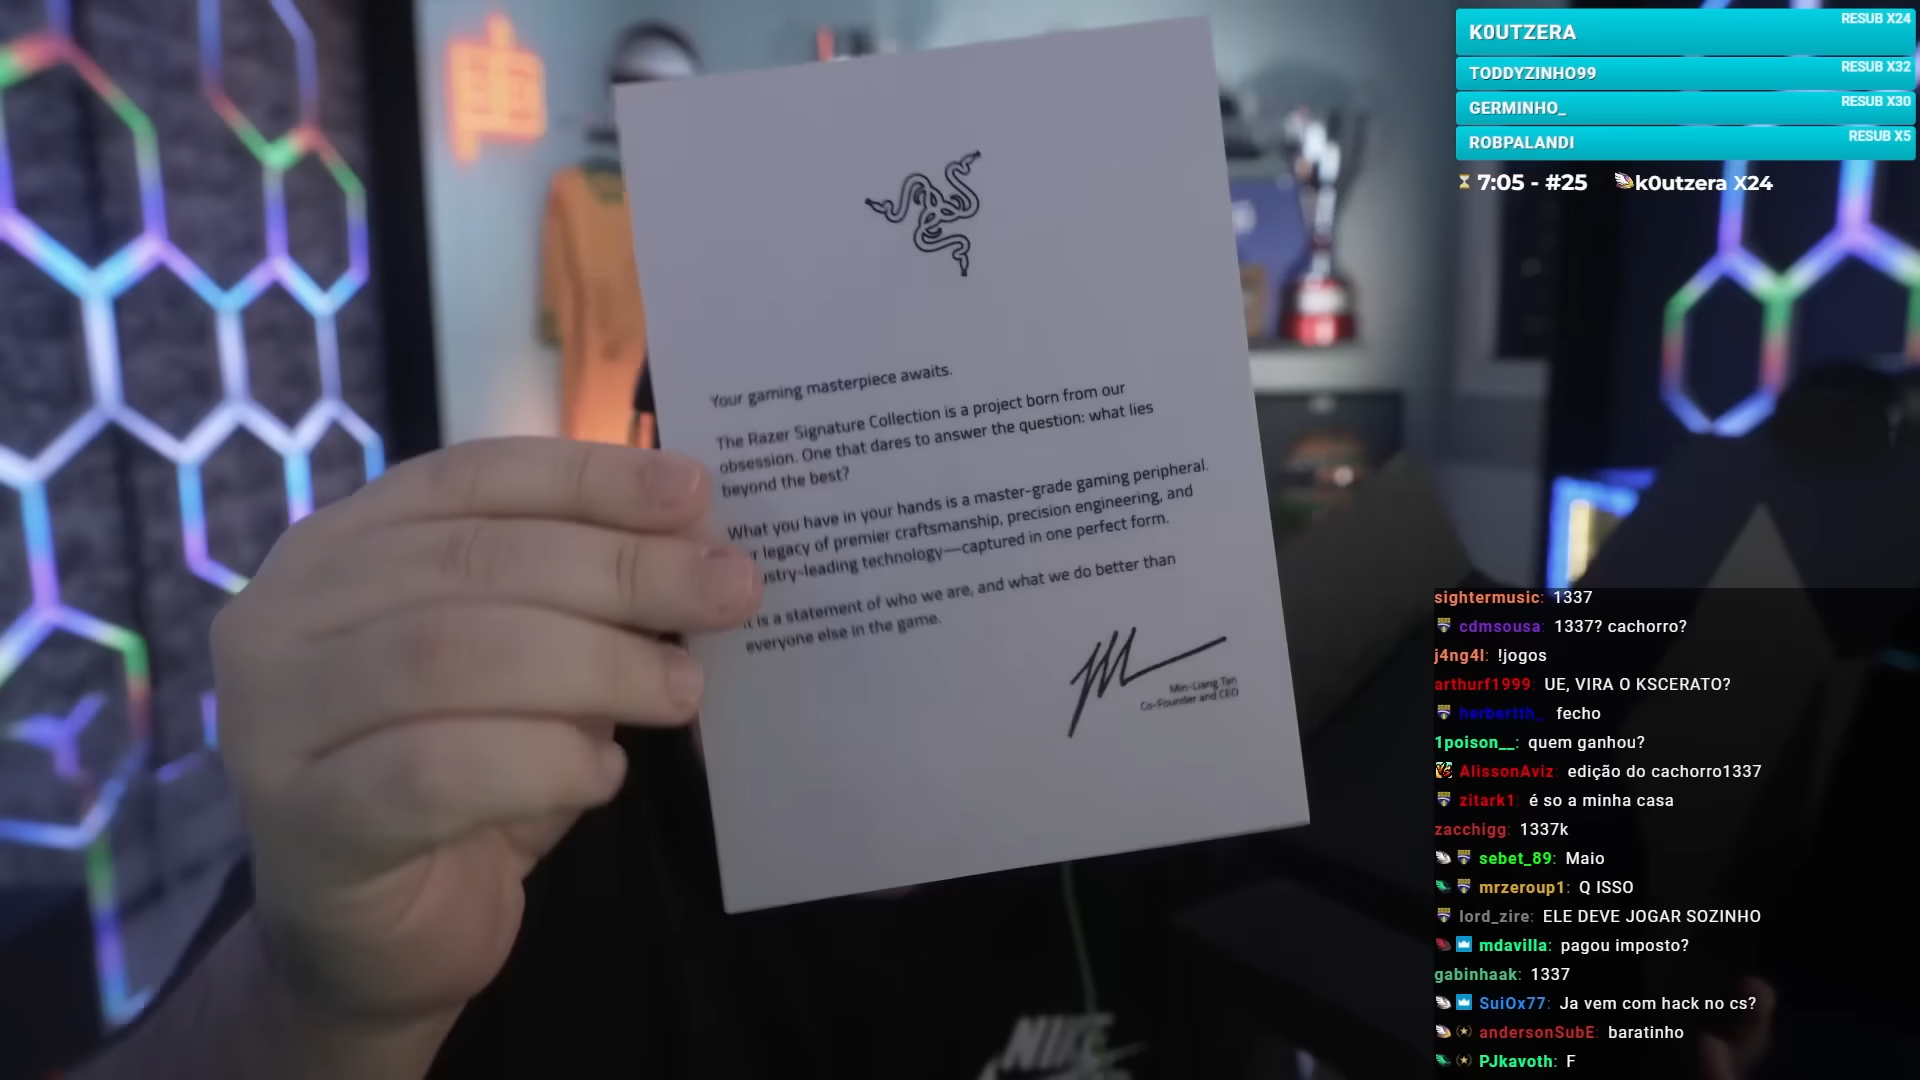 Your gaming masterpiece awaits.
The Razer Signature Collection is a project born from our
obsession. One that dares to answer the question: what lies
beyond the best?
What you have in your hands is a master-grade gaming peripheral.
legacy of premier craftsmanship, precision engineering, and
-leading technology—captured in one perfect form.
It is a statement of who we are, and what we do better than
everyone else in the game.
Min-Liang Tan
Co-Founder and CEO
NIKE
K0UTZERA RESUB X24
TODDYZINHO99 RESUB X32
GERMINHO_ RESUB X30
ROBPALANDI RESUB X5
7:05 - #25 k0utzera X24
sightermusic: 1337
cdmsousa: 1337? cachorro?
j4ng4l: !jogos
arthurf1999: UE, VIRA O KSCERATO?
herbertth_ fecho
1poison__: quem ganhou?
AlissonAviz: edição do cachorro1337
zitark1: é so a minha casa
zacchigg: 1337k
sebet_89: Maio
mrzeroup1: Q ISSO
lord_zire: ELE DEVE JOGAR SOZINHO
mdavilla: pagou imposto?
gabinhaak: 1337
SuiOx77: Ja vem com hack no cs?
andersonSubE: baratinho
PJkavoth: F